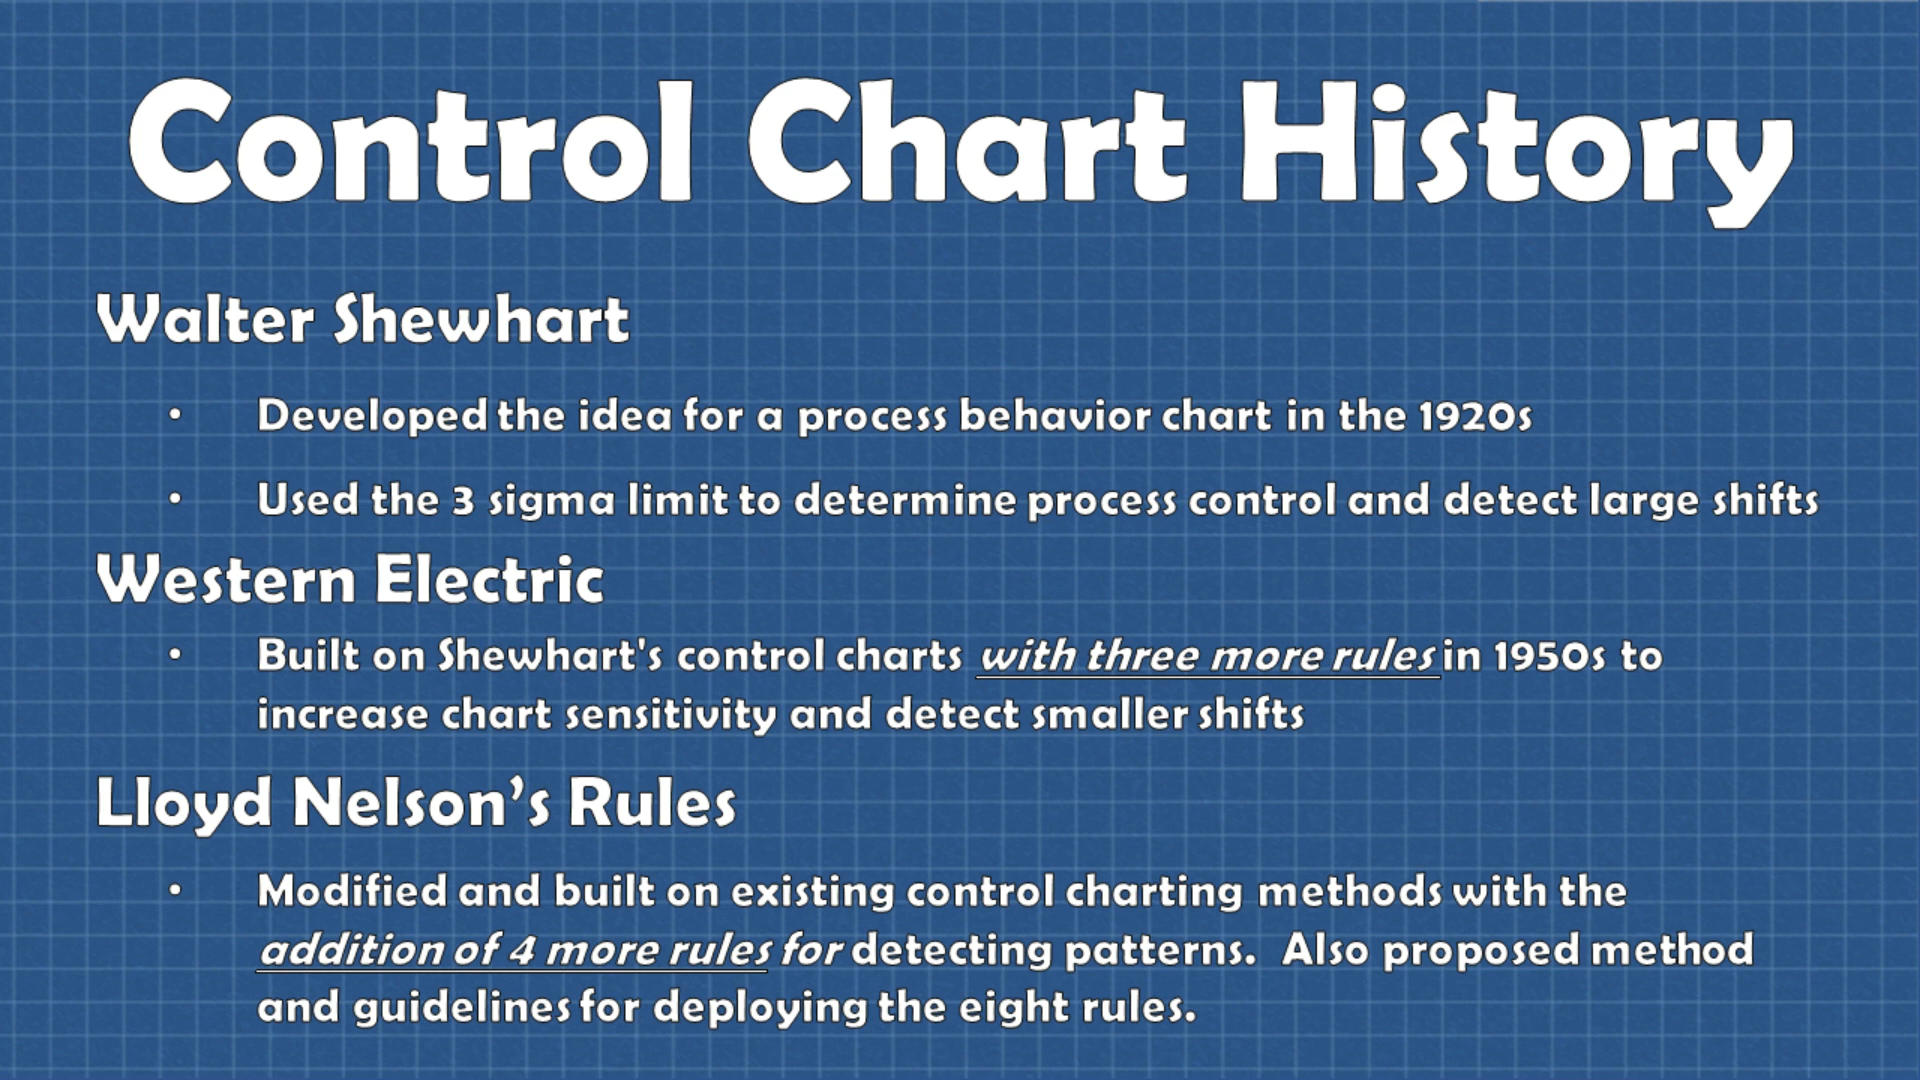 Control Chart History
Walter Shewhart
• Developed the idea for a process behavior chart in the 1920s
• Used the 3 sigma limit to determine process control and detect large shifts
Western Electric
• Built on Shewhart's control charts with three more rules in 1950s to
increase chart sensitivity and detect smaller shifts
Lloyd Nelson’s Rules
• Modified and built on existing control charting methods with the
addition of 4 more rules for detecting patterns.  Also proposed method
and guidelines for deploying the eight rules.